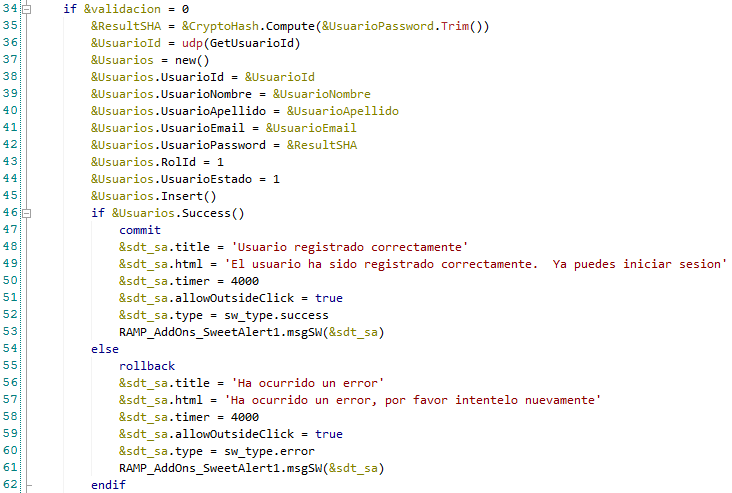 34 if &validacion = 0
35 &ResultSHA = &CryptoHash.Compute(&UsuarioPassword.Trim())
36 &UsuarioId = udp(GetUsuarioId)
37 &Usuarios = new()
38 &Usuarios.UsuarioId = &UsuarioId
39 &Usuarios.UsuarioNombre = &UsuarioNombre
40 &Usuarios.UsuarioApellido = &UsuarioApellido
41 &Usuarios.UsuarioEmail = &UsuarioEmail
42 &Usuarios.UsuarioPassword = &ResultSHA
43 &Usuarios.RolId = 1
44 &Usuarios.UsuarioEstado = 1
45 &Usuarios.Insert()
46 if &Usuarios.Success()
47 commit
48 &sdt_sa.title = 'Usuario registrado correctamente'
49 &sdt_sa.html = 'El usuario ha sido registrado correctamente.  Ya puedes iniciar sesion'
50 &sdt_sa.timer = 4000
51 &sdt_sa.allowOutsideClick = true
52 &sdt_sa.type = sw_type.success
53 RAMP_AddOns_SweetAlert1.msgSW(&sdt_sa)
54 else
55 rollback
56 &sdt_sa.title = 'Ha ocurrido un error'
57 &sdt_sa.html = 'Ha ocurrido un error, por favor intentelo nuevamente'
58 &sdt_sa.timer = 4000
59 &sdt_sa.allowOutsideClick = true
60 &sdt_sa.type = sw_type.error
61 RAMP_AddOns_SweetAlert1.msgSW(&sdt_sa)
62 endif